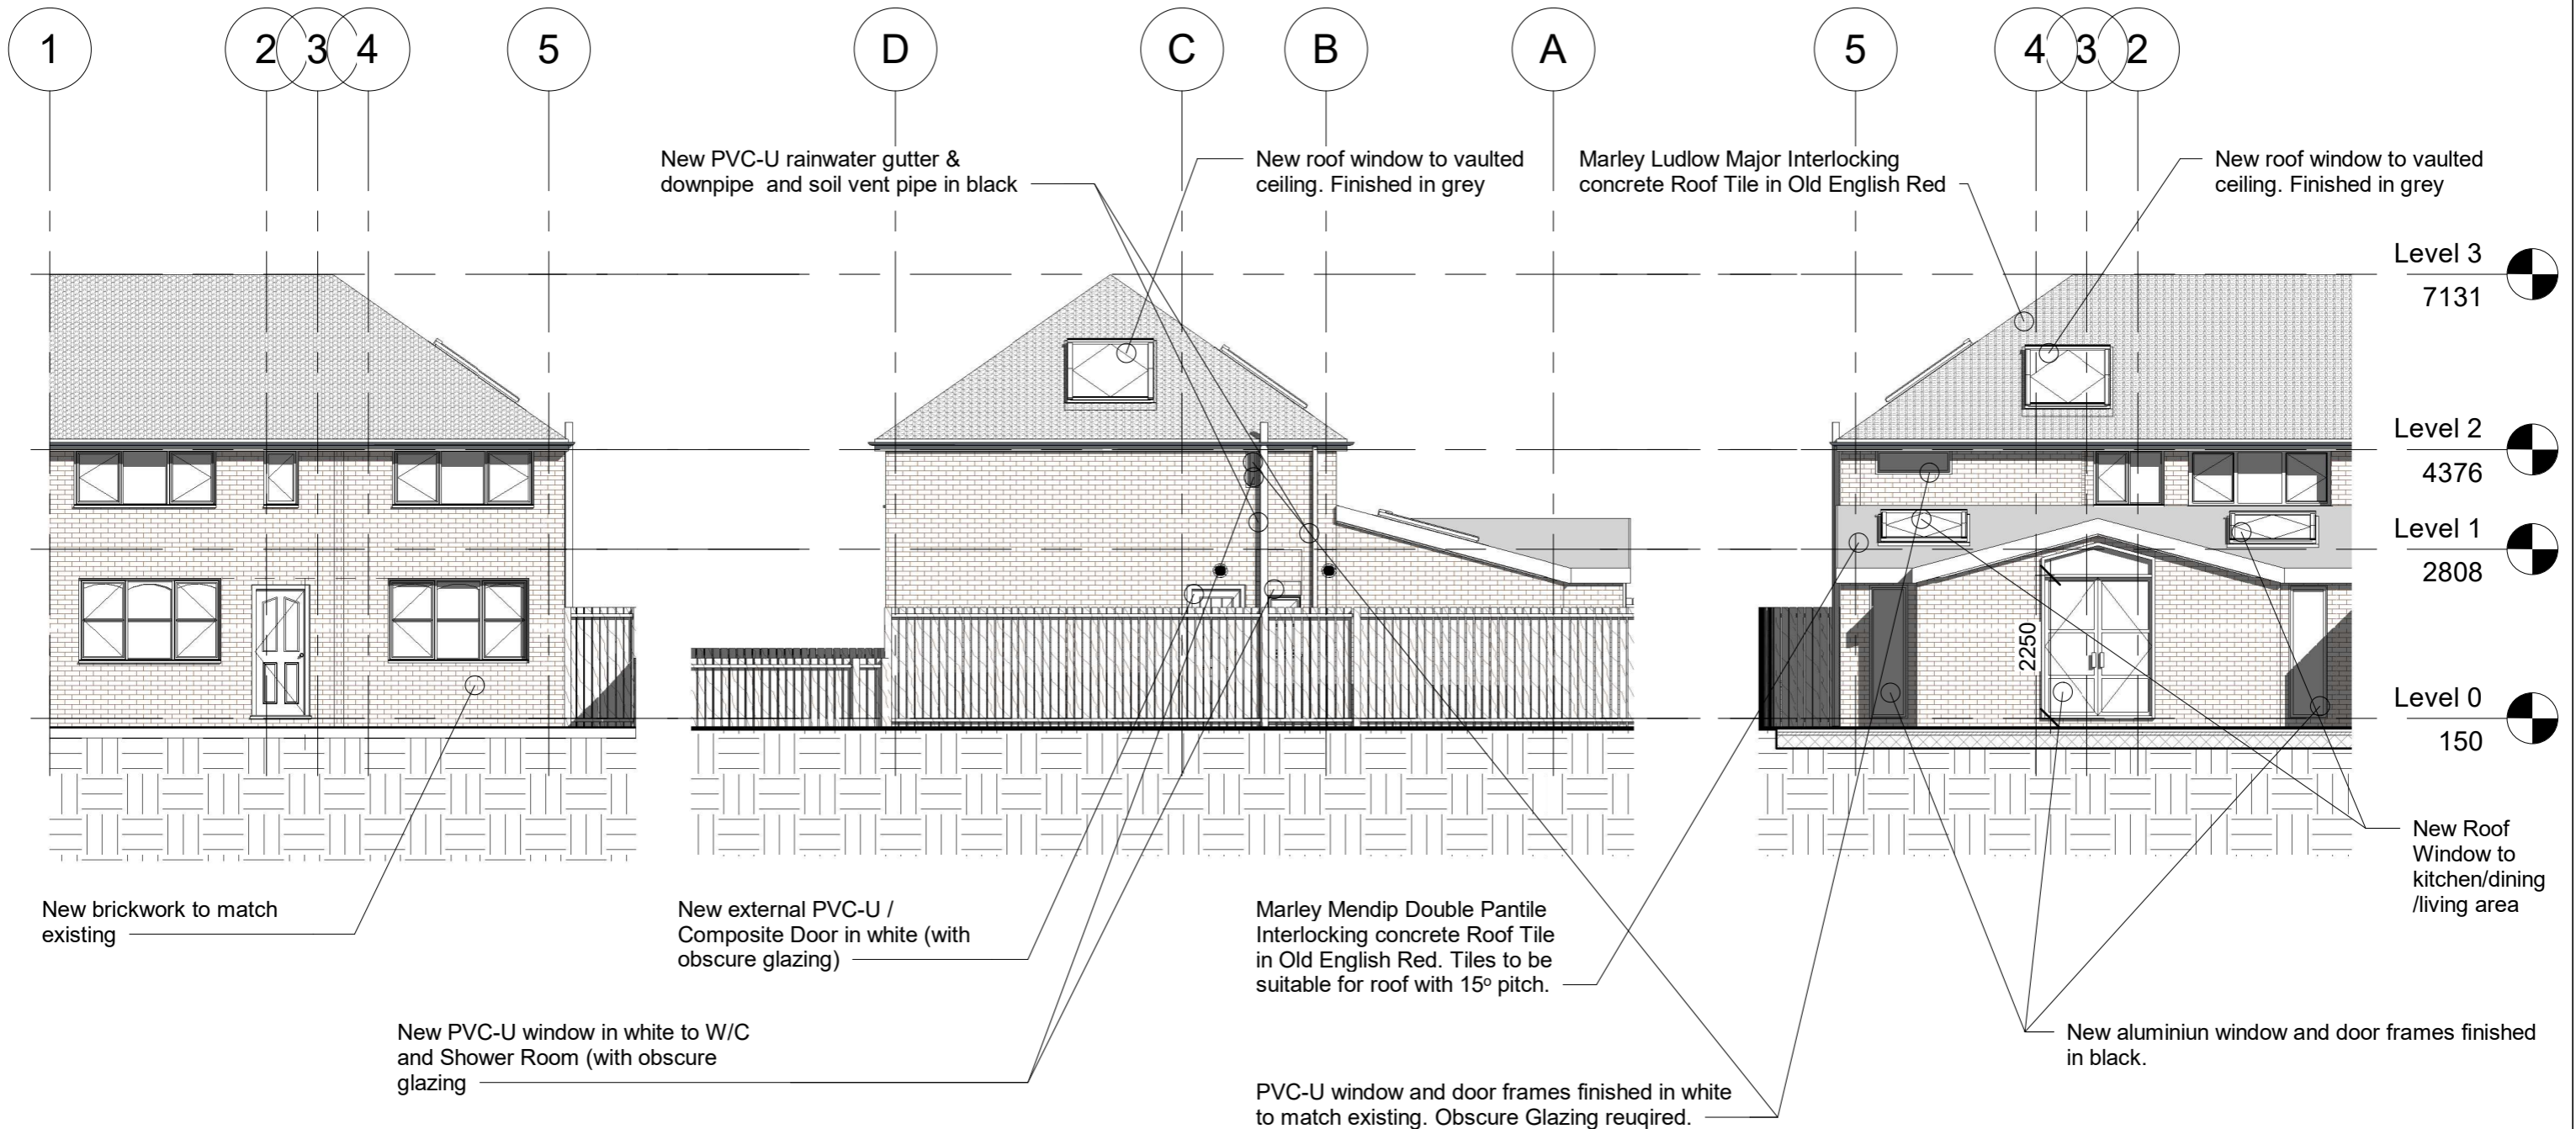 1
2
3
4
5
D
C
B
A
5
4
3
2
New PVC-U rainwater gutter &
downpipe and soil vent pipe in black
New roof window to vaulted
ceiling. Finished in grey
Marley Ludlow Major Interlocking
concrete Roof Tile in Old English Red
New roof window to vaulted
ceiling. Finished in grey
Level 3
7131
Level 2
4376
Level 1
2808
2250
Level 0
150
New Roof
Window to
kitchen/dining
/living area
New brickwork to match
existing
New external PVC-U /
Composite Door in white (with
obscure glazing)
Marley Mendip Double Pantile
Interlocking concrete Roof Tile
in Old English Red. Tiles to be
suitable for roof with 15º pitch.
New PVC-U window in white to W/C
and Shower Room (with obscure
glazing
New aluminiun window and door frames finished
in black.
PVC-U window and door frames finished in white
to match existing. Obscure Glazing reuqired.